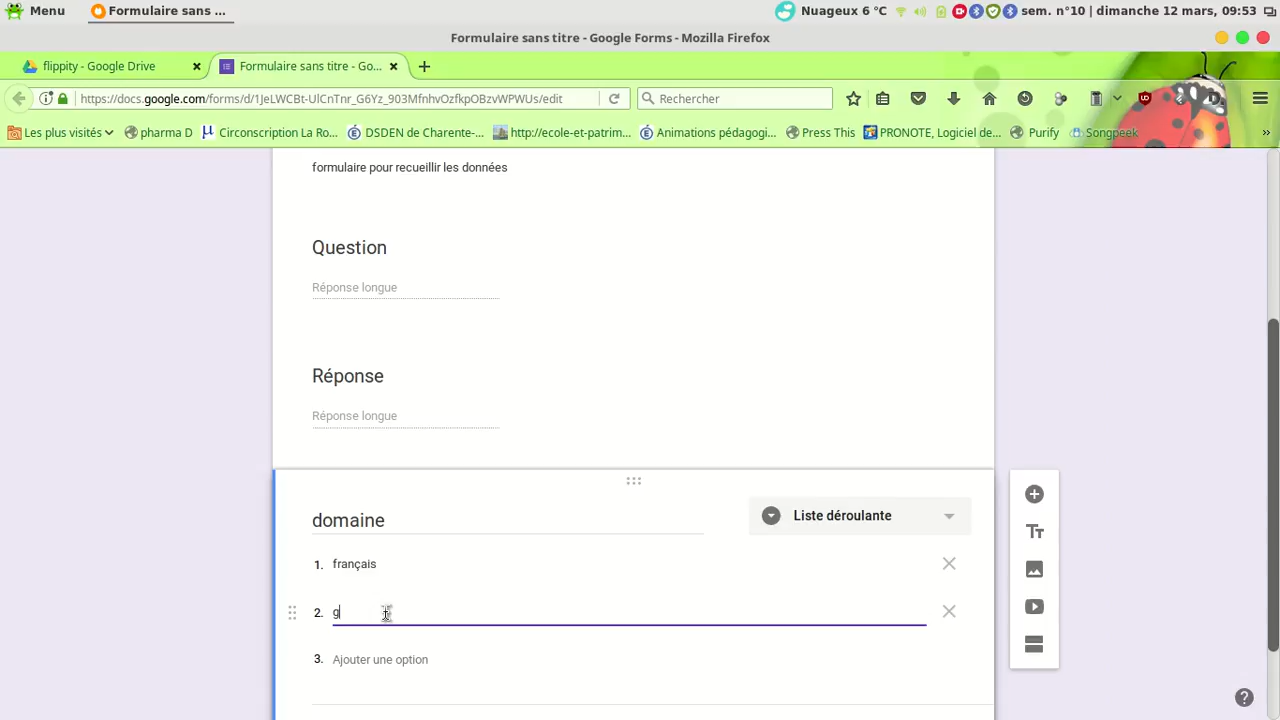 Menu
Formulaire sans ...
Nuageux 6 °C
sem. n°10 | dimanche 12 mars, 09:53
Formulaire sans titre - Google Forms - Mozilla Firefox
flippity - Google Drive
Formulaire sans titre - Go...
https://docs.google.com/forms/d/1JeLWCBt-UlCnTnr_G6Yz_903MfnhvOzfkpOBzvWPWUs/edit
Rechercher
Les plus visités
pharma D
Circonscription La Ro...
DSDEN de Charente-...
http://ecole-et-patrim...
Animations pédagogi...
Press This
PRONOTE, Logiciel de...
Purify
Songpeek
formulaire pour recueillir les données
Question
Réponse longue
Réponse
Réponse longue
domaine
Liste déroulante
1. français
2. g
3. Ajouter une option